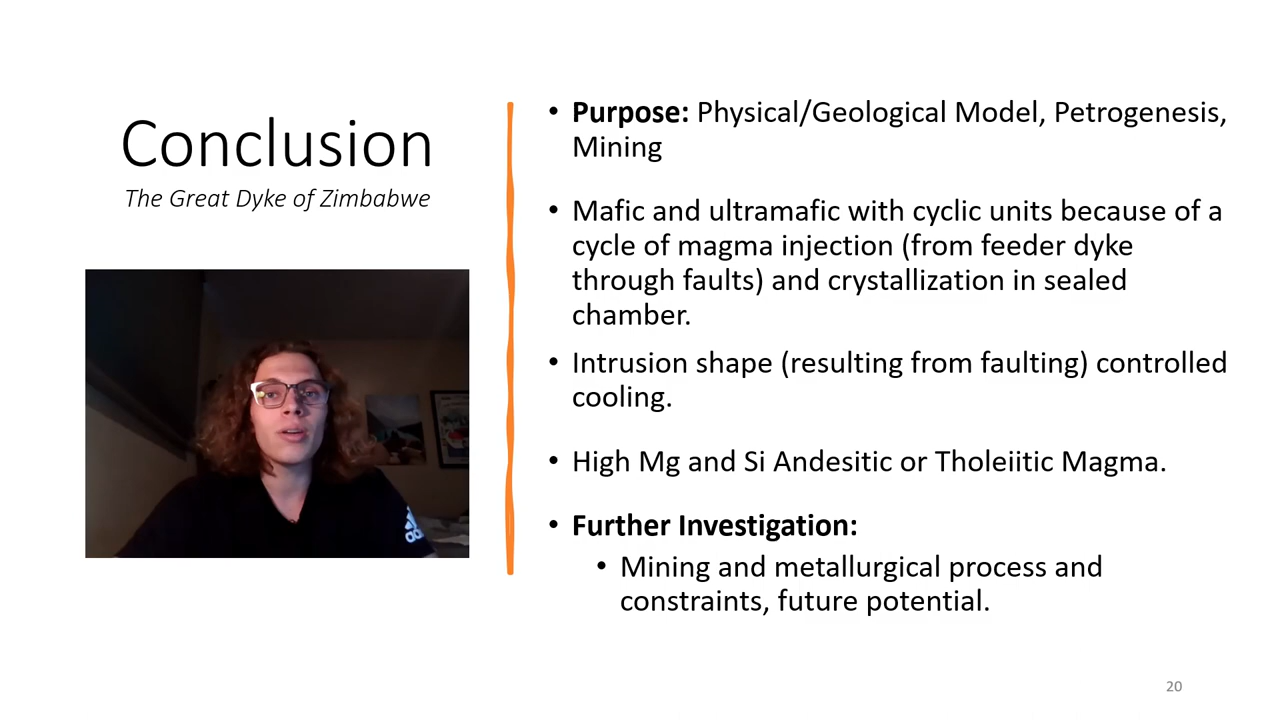 Conclusion
The Great Dyke of Zimbabwe
• Purpose: Physical/Geological Model, Petrogenesis,
Mining
• Mafic and ultramafic with cyclic units because of a
cycle of magma injection (from feeder dyke
through faults) and crystallization in sealed
chamber.
• Intrusion shape (resulting from faulting) controlled
cooling.
• High Mg and Si Andesitic or Tholeiitic Magma.
• Further Investigation:
• Mining and metallurgical process and
constraints, future potential.
20